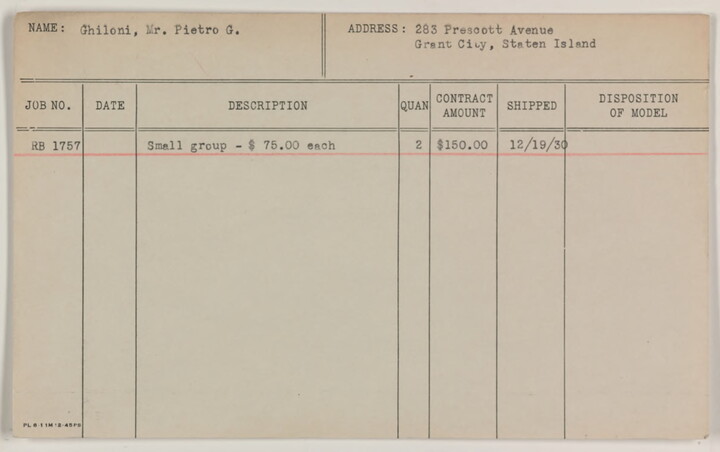 NAME: Ghiloni, Mr. Pietro G.
ADDRESS: 283 Prescott Avenue
Grant City, Staten Island
JOB NO. DATE DESCRIPTION QUAN CONTRACT AMOUNT SHIPPED DISPOSITION OF MODEL
RB 1757 Small group - $ 75.00 each 2 $150.00 12/19/30